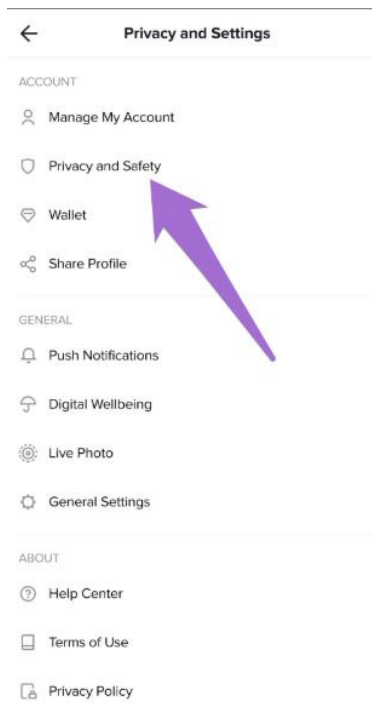 Privacy and Settings
ACCOUNT
Manage My Account
Privacy and Safety
Wallet
Share Profile
GENERAL
Push Notifications
Digital Wellbeing
Live Photo
General Settings
ABOUT
Help Center
Terms of Use
Privacy Policy